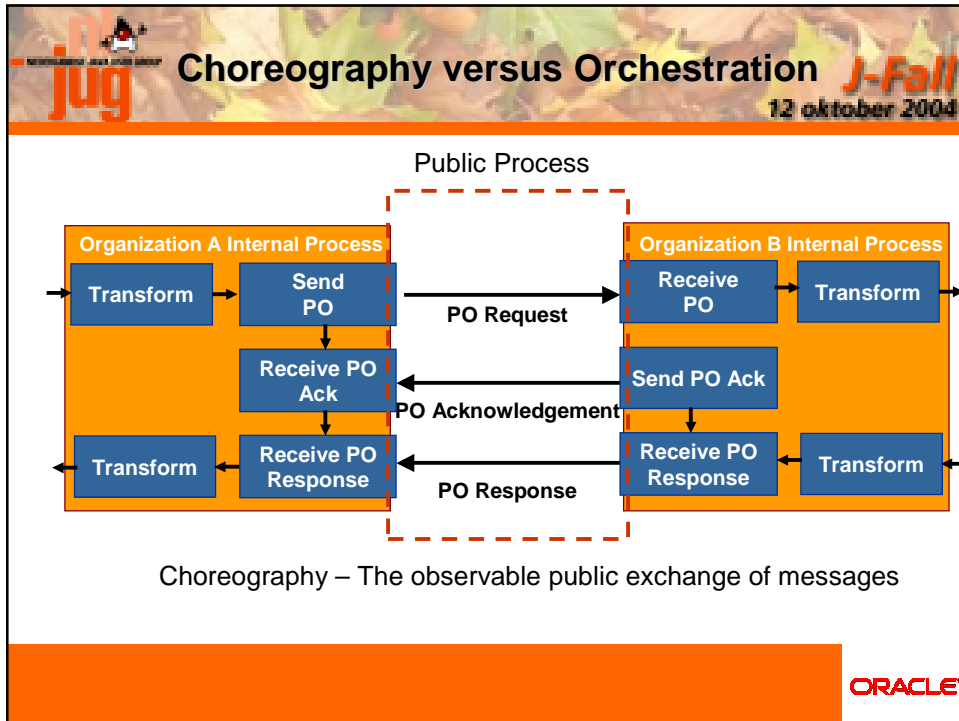 Choreography versus Orchestration
jug
J-Fall
12 oktober 2004
Public Process
Organization A Internal Process
Organization B Internal Process
Transform
Send
PO
PO Request
Receive
PO
Transform
Receive PO
Ack
PO Acknowledgement
Send PO Ack
Transform
Receive PO
Response
PO Response
Receive PO
Response
Transform
Choreography – The observable public exchange of messages
ORACLE